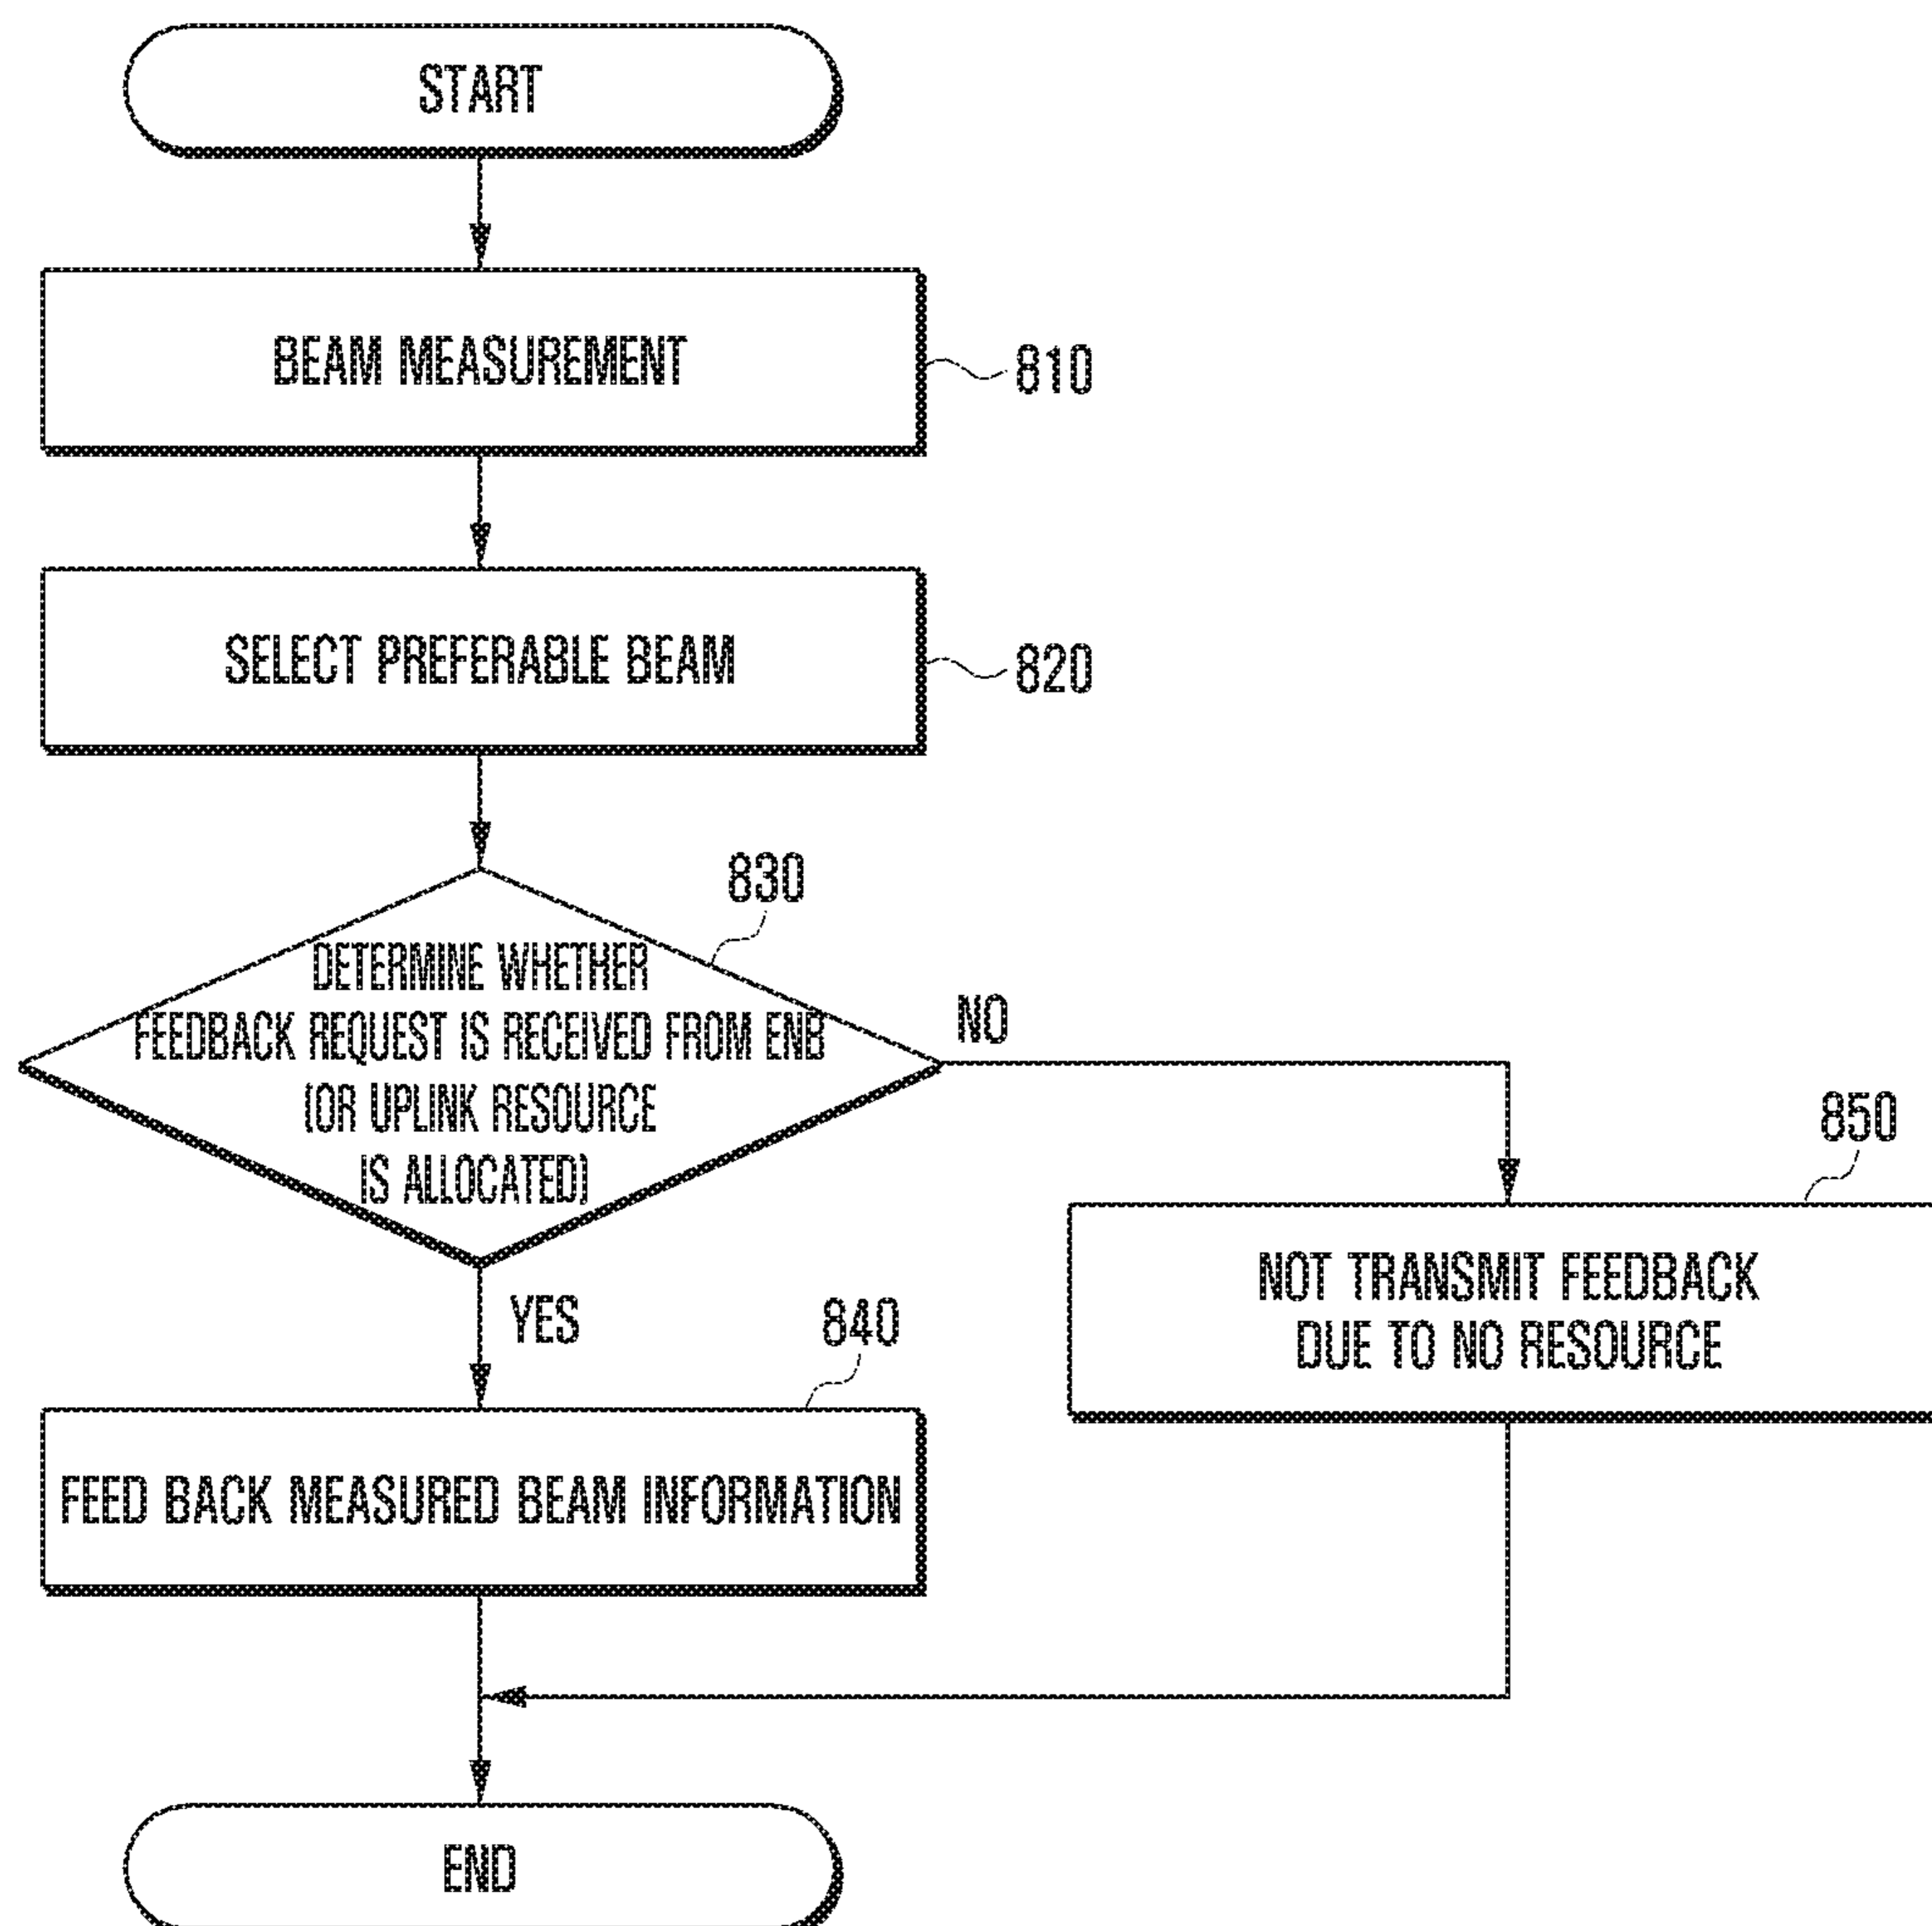 START
BEAM MEASUREMENT
810
SELECT PREFERABLE BEAM
820
830
DETERMINE WHETHER
FEEDBACK REQUEST IS RECEIVED FROM ENB
(OR UPLINK RESOURCE
IS ALLOCATED)
NO
850
NOT TRANSMIT FEEDBACK
DUE TO NO RESOURCE
YES
840
FEED BACK MEASURED BEAM INFORMATION
END